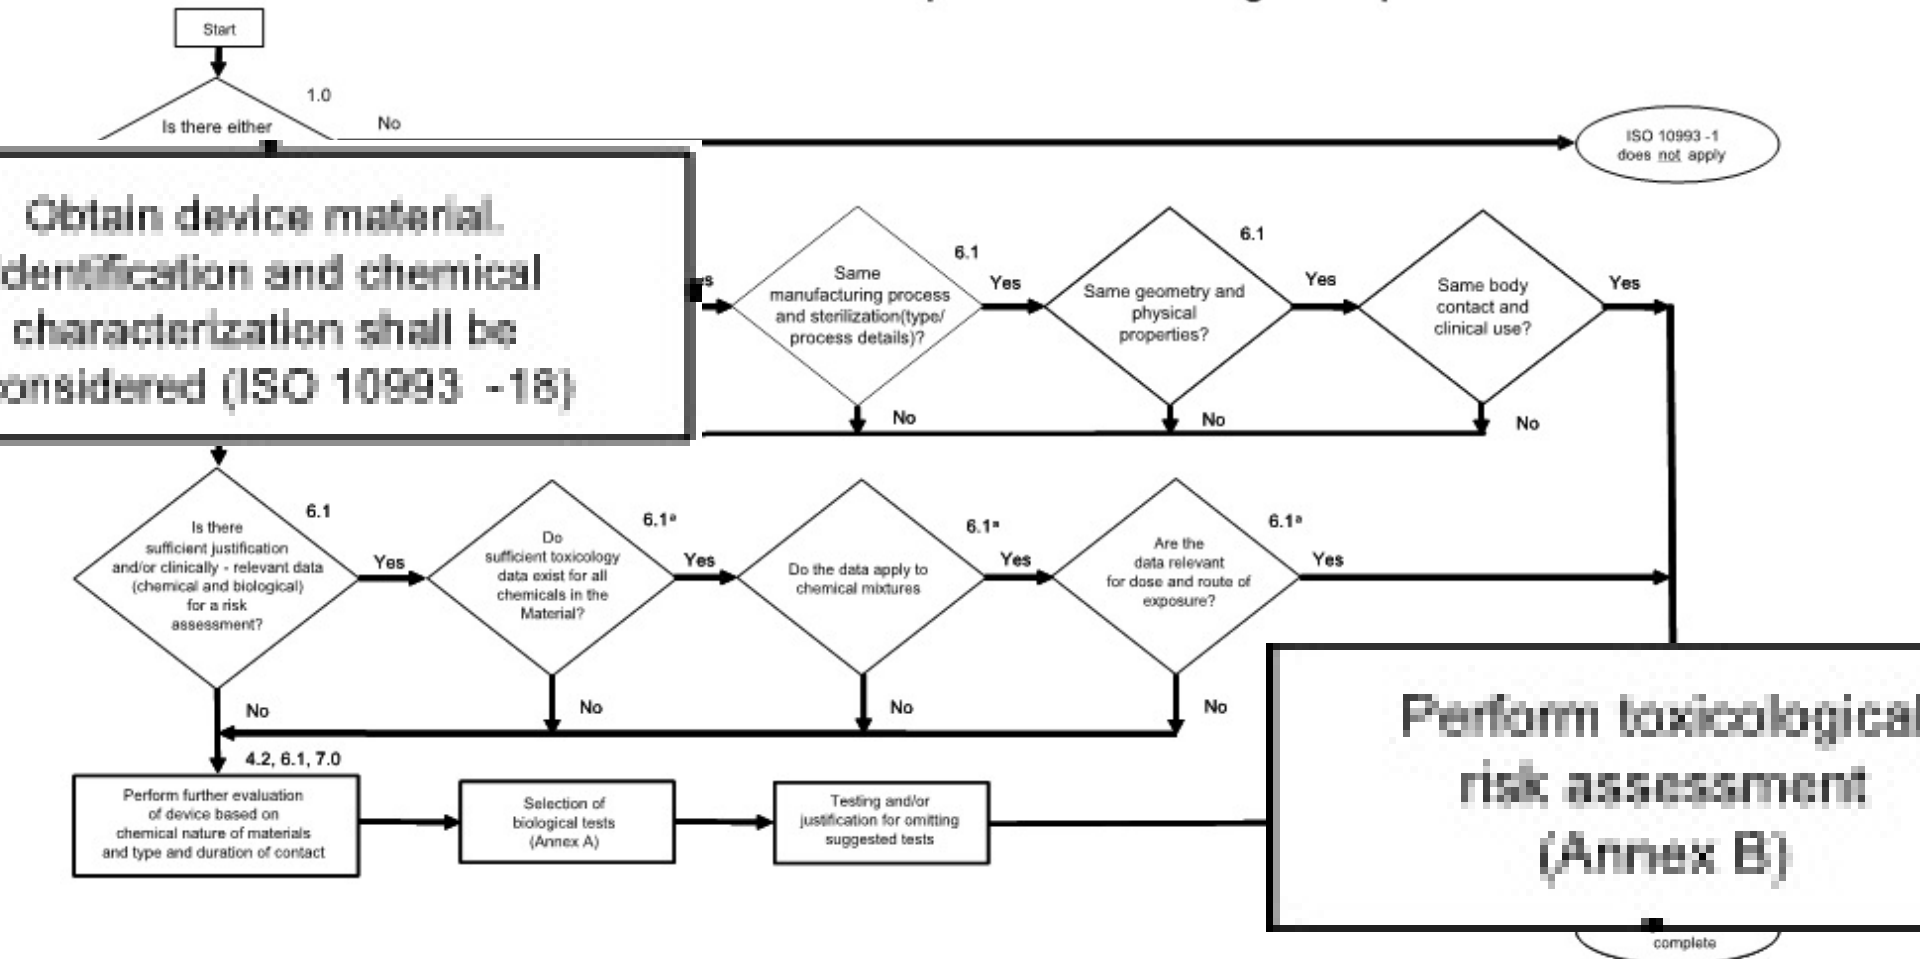 Start
1.0
Is there either
No
ISO 10993 -1
does not apply
Obtain device material.
dentification and chemical
characterization shall be
onsidered (ISO 10993 -18)
es
Same
manufacturing process
and sterilization(type/
process details)?
6.1
Yes
Same geometry and
physical
properties?
6.1
Yes
Same body
contact and
clinical use?
Yes
No
No
No
Is there
sufficient justification
and/or clinically - relevant data
(chemical and biological)
for a risk
assessment?
6.1
Yes
Do
sufficient toxicology
data exist for all
chemicals in the
Material?
6.1ª
Yes
Do the data apply to
chemical mixtures
6.1ª
Yes
Are the
data relevant
for dose and route of
exposure?
6.1ª
Yes
No
No
No
No
4.2, 6.1, 7.0
Perform further evaluation
of device based on
chemical nature of materials
and type and duration of contact
Selection of
biological tests
(Annex A)
Testing and/or
justification for omitting
suggested tests
Perform toxicological
risk assessment
(Annex B)
complete